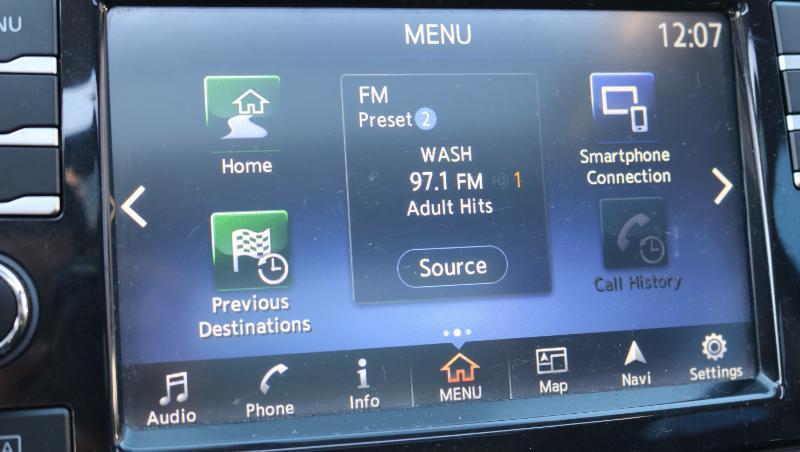 NU
MENU
12:07
Home
Previous
Destinations
FM
Preset 2
WASH
97.1 FM 1
Adult Hits
Source
Smartphone
Connection
Call History
Audio
Phone
Info
MENU
Map
Navi
Settings
A